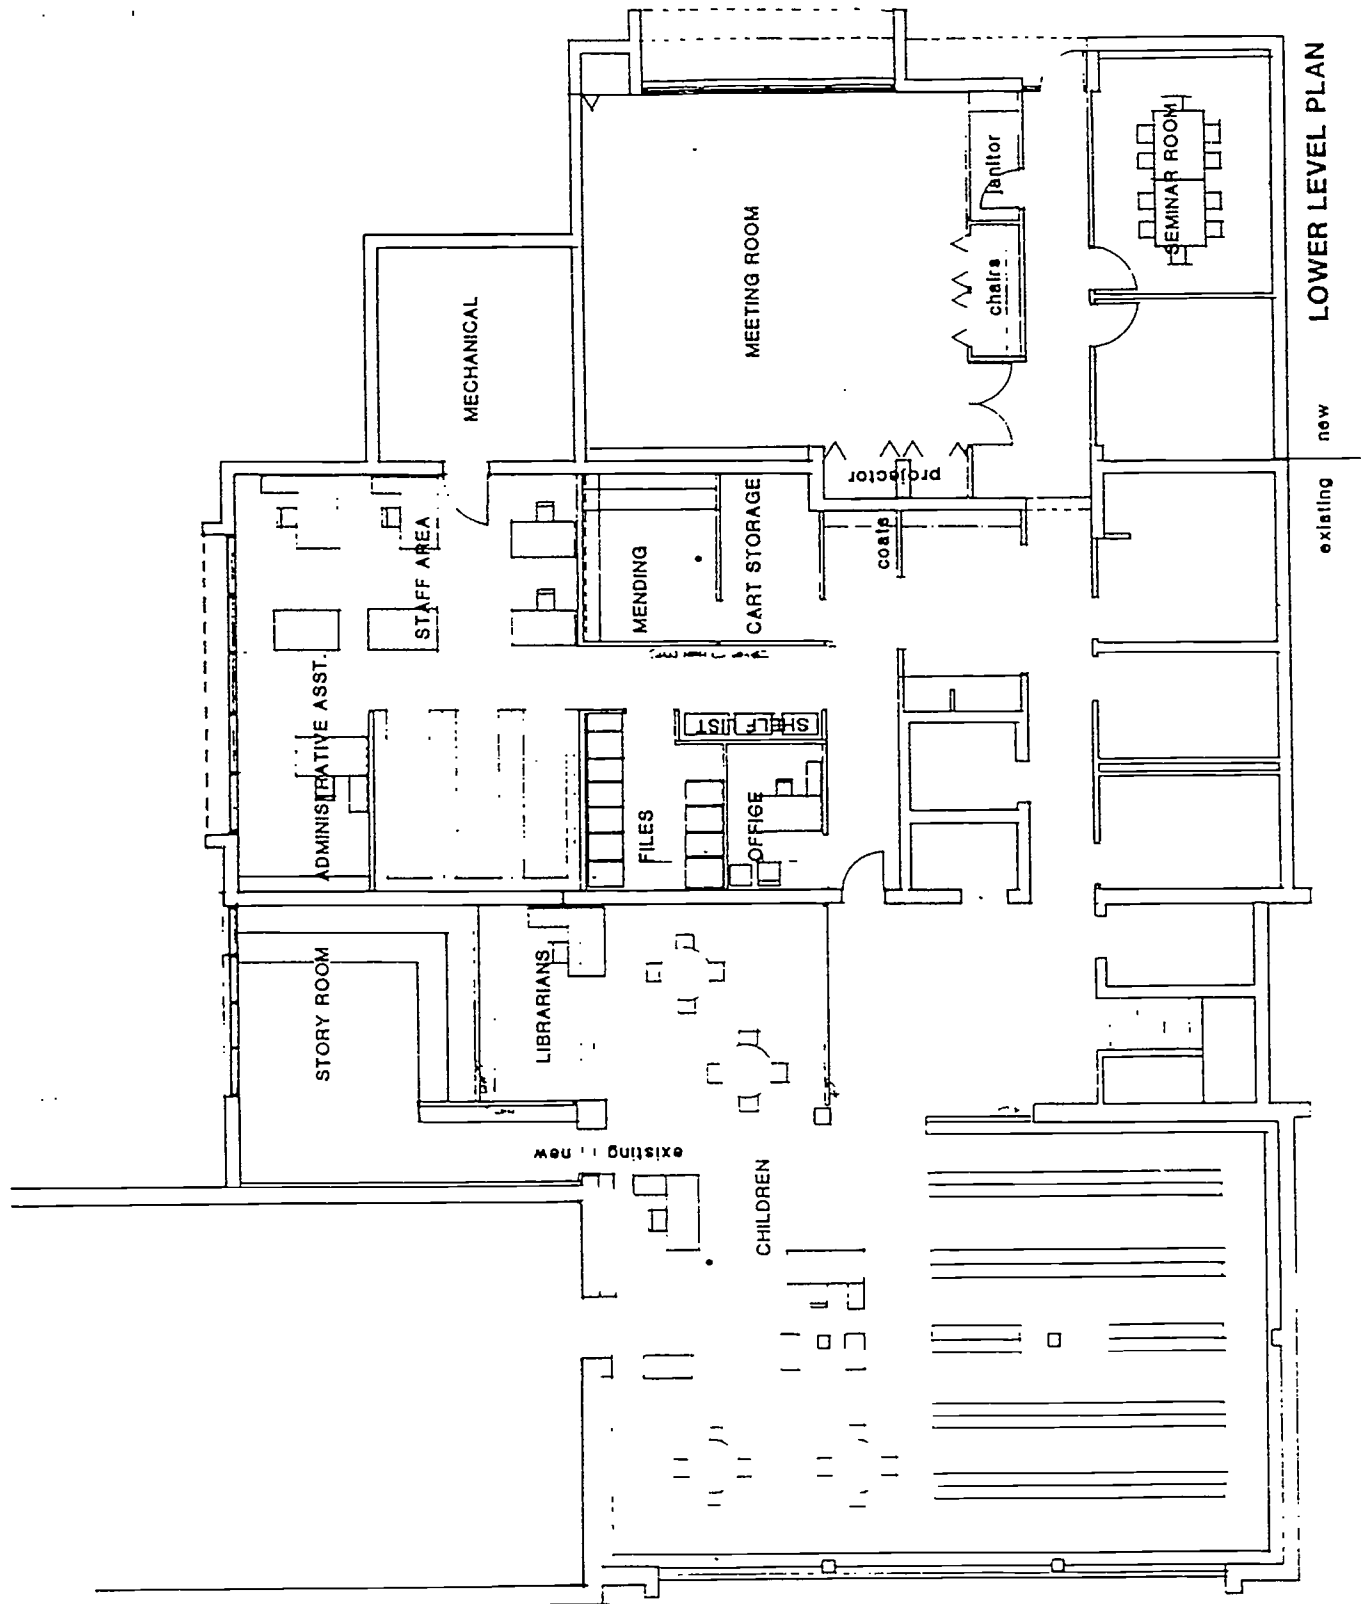 LOWER LEVEL PLAN
existing new
SEMINAR ROOM
janitor
chairs
MEETING ROOM
projector
coats
MECHANICAL
STAFF AREA
MENDING
CART STORAGE
ADMINISTRATIVE ASST.
SHELF LIST
FILES
OFFICE
STORY ROOM
LIBRARIANS
existing new
CHILDREN